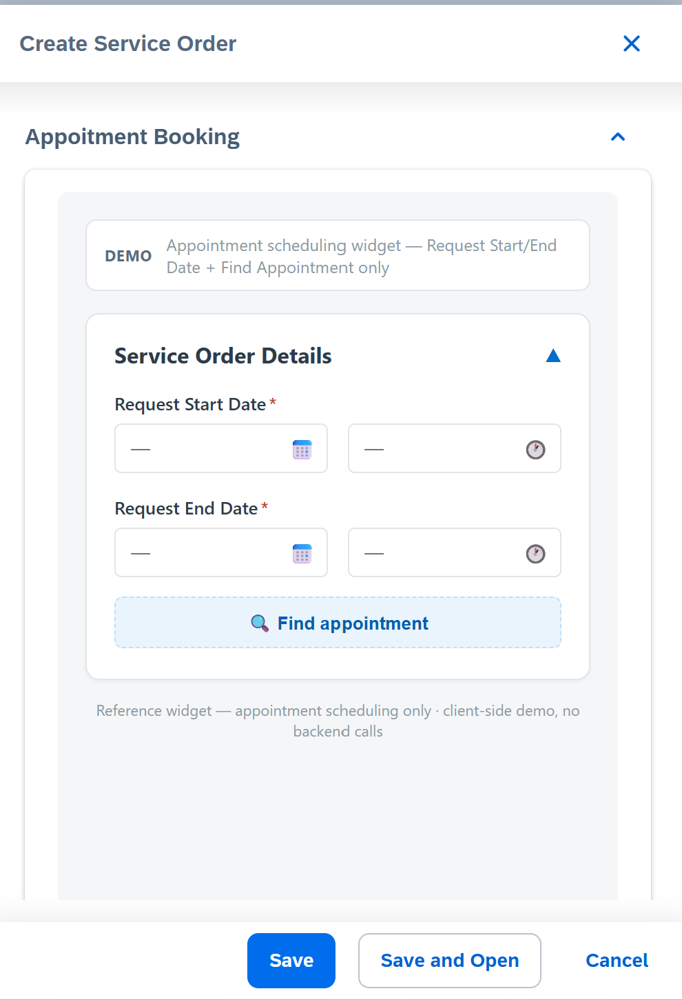 Create Service Order
Appoitment Booking
DEMO
Appointment scheduling widget — Request Start/End
Date + Find Appointment only
Service Order Details
Request Start Date *
—
—
Request End Date *
—
—
Find appointment
Reference widget — appointment scheduling only · client-side demo, no
backend calls
Save
Save and Open
Cancel